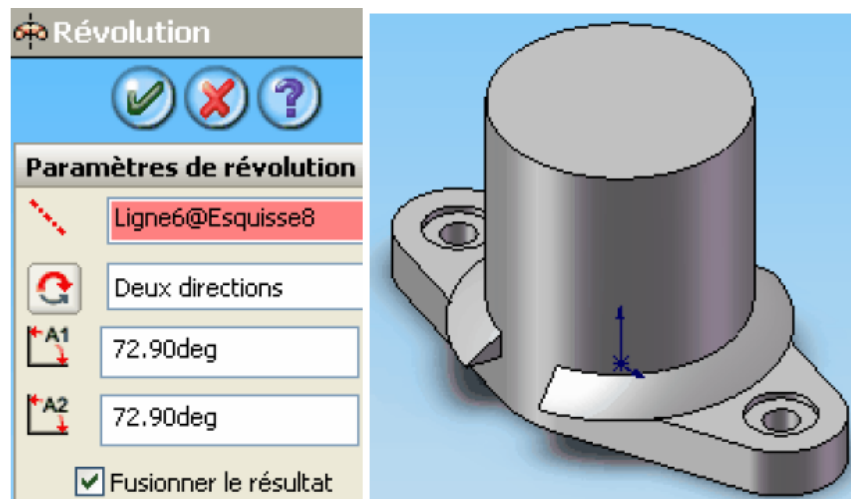 Révolution
?
Paramètres de révolution
Ligne6@Esquisse8
Deux directions
A1
72.90deg
A2
72.90deg
Fusionner le résultat